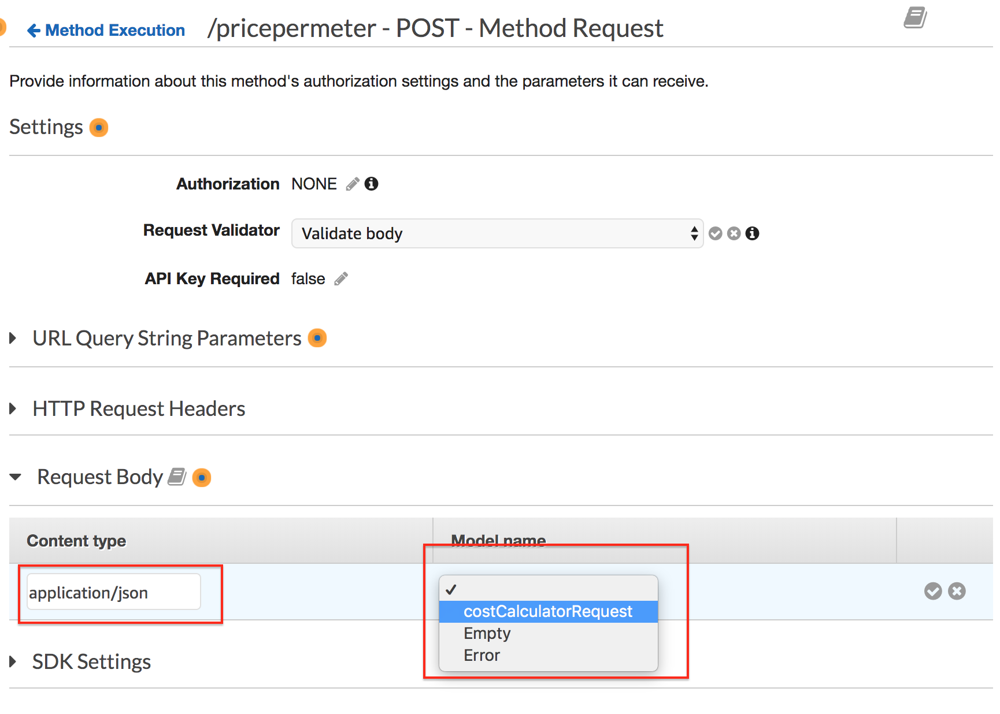 Method Execution /pricepermeter - POST - Method Request
Provide information about this method's authorization settings and the parameters it can receive.
Settings
Authorization NONE
Request Validator Validate body
API Key Required false
URL Query String Parameters
HTTP Request Headers
Request Body
Content type Model name
application/json
costCalculatorRequest
Empty
Error
SDK Settings